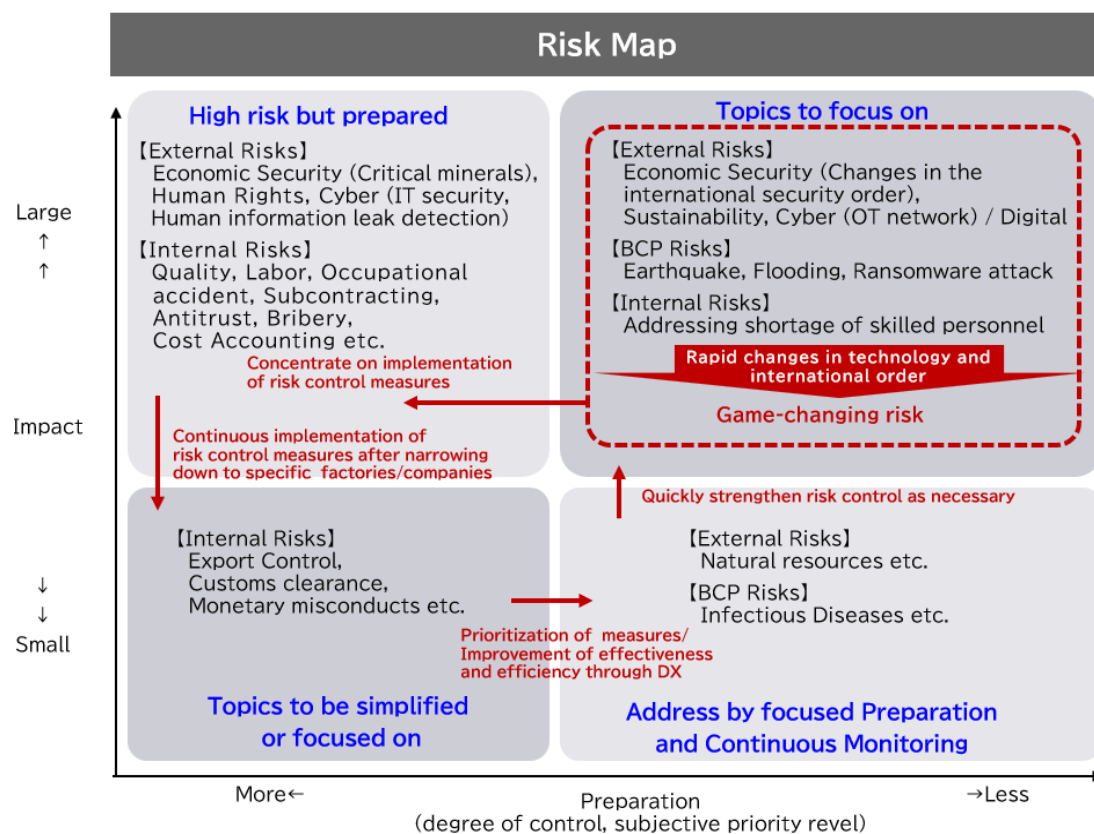 Risk Map
High risk but prepared
【External Risks】
Economic Security (Critical minerals),
Human Rights, Cyber (IT security,
Human information leak detection)
【Internal Risks】
Quality, Labor, Occupational
accident, Subcontracting,
Antitrust, Bribery,
Cost Accounting etc.
Concentrate on implementation
of risk control measures
Continuous implementation of
risk control measures after narrowing
down to specific factories/companies
Topics to focus on
【External Risks】
Economic Security (Changes in the
international security order),
Sustainability, Cyber (OT network) / Digital
【BCP Risks】
Earthquake, Flooding, Ransomware attack
【Internal Risks】
Addressing shortage of skilled personnel
Rapid changes in technology and
international order
Game-changing risk
Large
↑
↑
Impact
↓
↓
Small
【Internal Risks】
Export Control,
Customs clearance,
Monetary misconducts etc.
Prioritization of measures/
Improvement of effectiveness
and efficiency through DX
Topics to be simplified
or focused on
Quickly strengthen risk control as necessary
【External Risks】
Natural resources etc.
【BCP Risks】
Infectious Diseases etc.
Address by focused Preparation
and Continuous Monitoring
More←
Preparation
→Less
(degree of control, subjective priority revel)